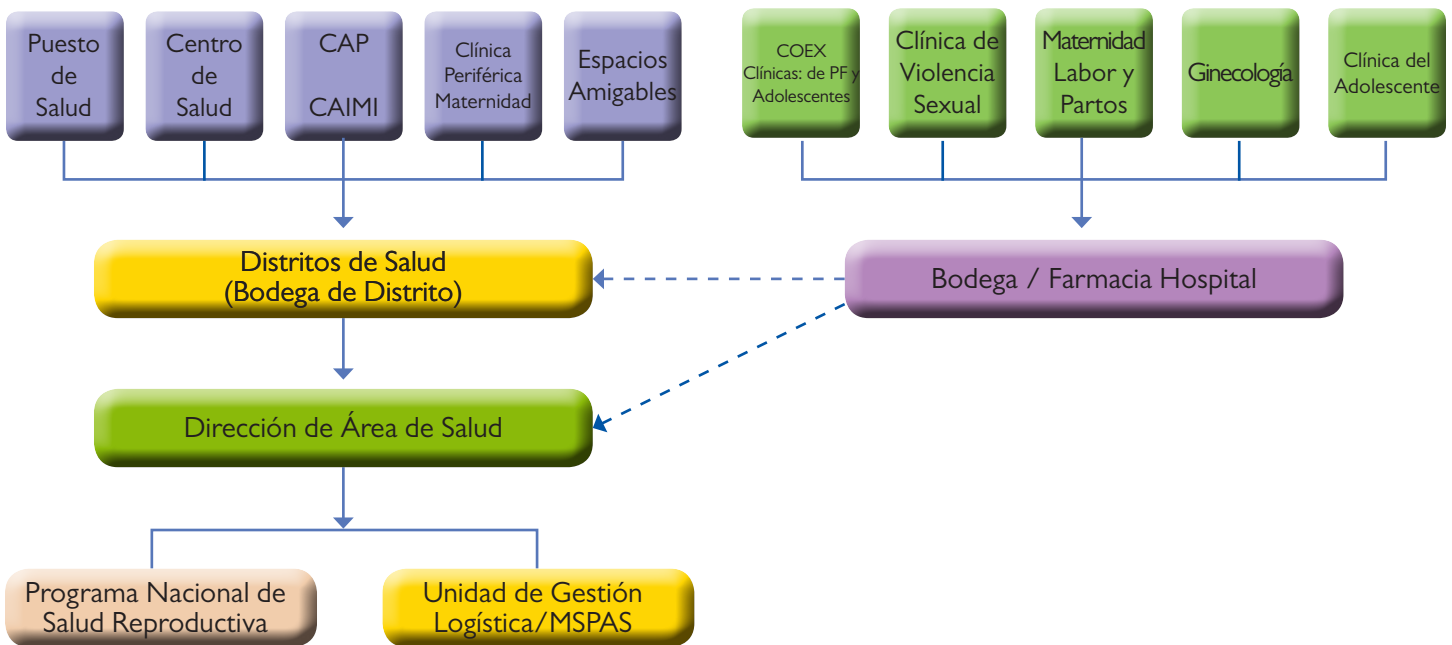 Puesto
de
Salud
Centro
de
Salud
CAP
CAIMI
Clínica
Periférica
Maternidad
Espacios
Amigables
COEX
Clínicas: de PF y
Adolescentes
Clínica de
Violencia
Sexual
Maternidad
Labor y
Partos
Ginecología
Clínica del
Adolescente
Distritos de Salud
(Bodega de Distrito)
Bodega / Farmacia Hospital
Dirección de Área de Salud
Programa Nacional de
Salud Reproductiva
Unidad de Gestión
Logística/MSPAS